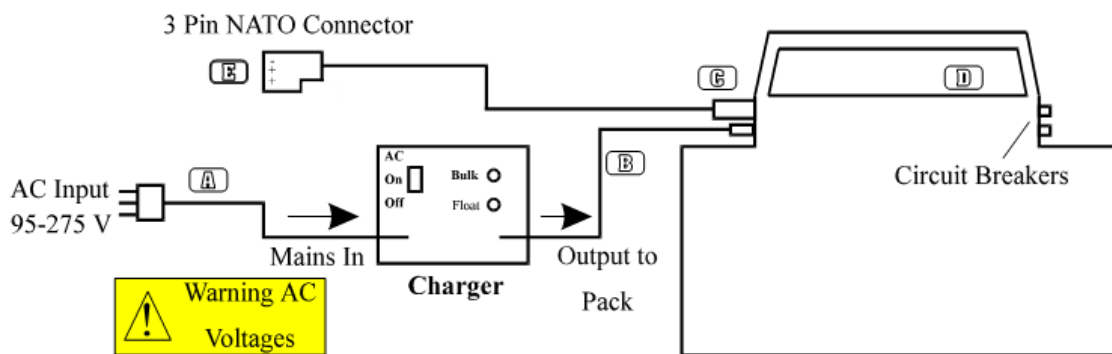 3 Pin NATO Connector
E
-
+
+
C
D
Circuit Breakers
AC Input
95-275 V
A
Mains In
AC
On
Off
Bulk
Float
Charger
B
Output to
Pack
Warning AC
Voltages
!